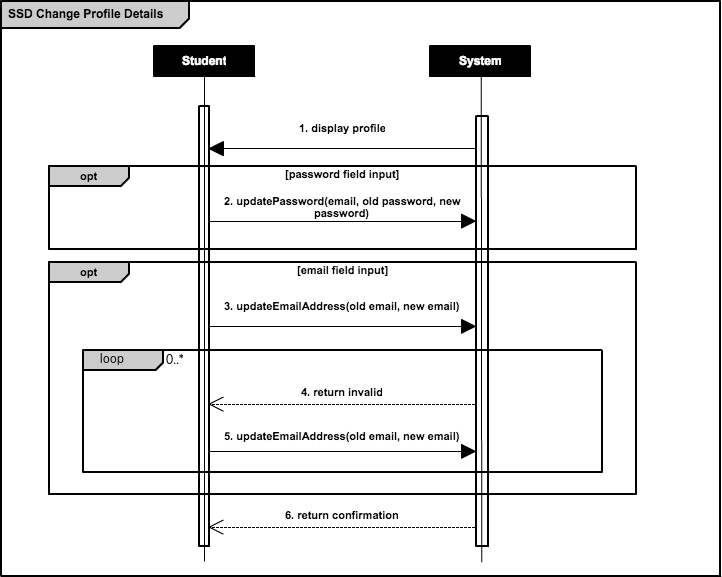 SSD Change Profile Details
Student
System
1. display profile
opt
[password field input]
2. updatePassword(email, old password, new
password)
opt
[email field input]
3. updateEmailAddress(old email, new email)
loop
0..*
4. return invalid
5. updateEmailAddress(old email, new email)
6. return confirmation